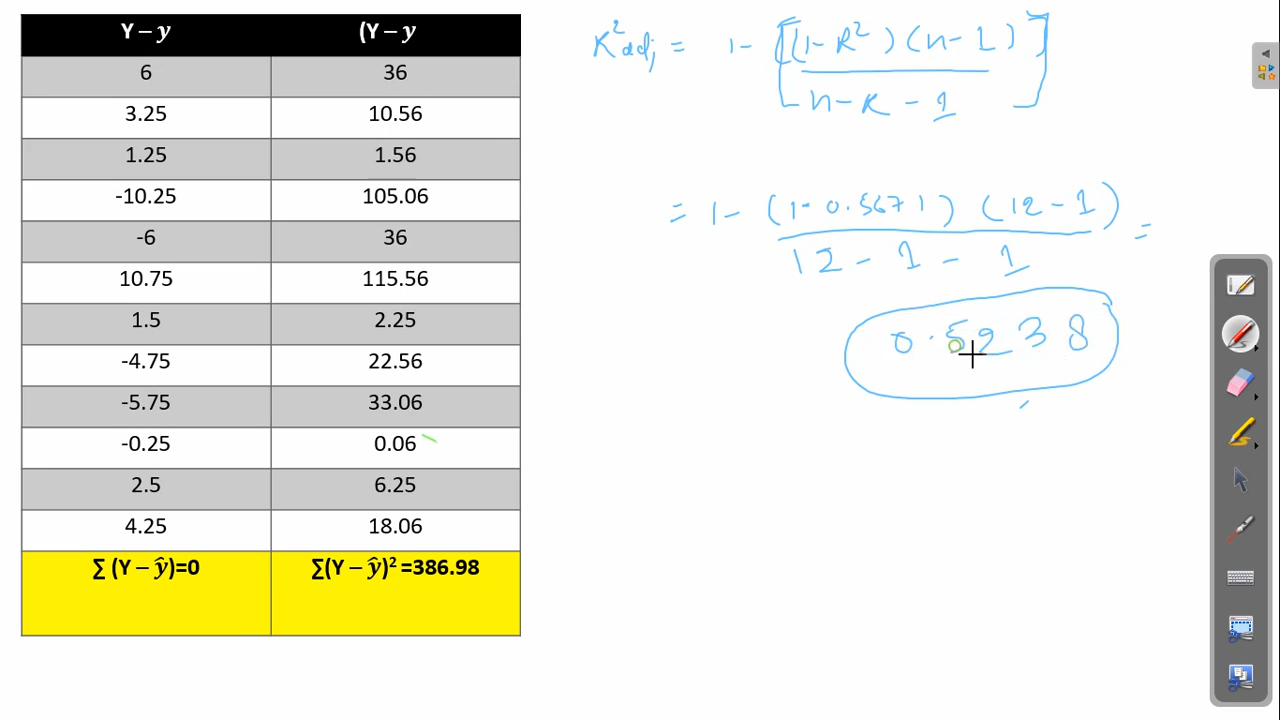 Y – y (Y – y
6 36
3.25 10.56
1.25 1.56
-10.25 105.06
-6 36
10.75 115.56
1.5 2.25
-4.75 22.56
-5.75 33.06
-0.25 0.06
2.5 6.25
4.25 18.06
∑ (Y – ŷ)=0 ∑(Y – ŷ)² =386.98
R²adj = 1- [(1-R²)(n-1)]
n-K-1
= 1- (1-0.5671) (12-1) =
12-1-1
0.5238